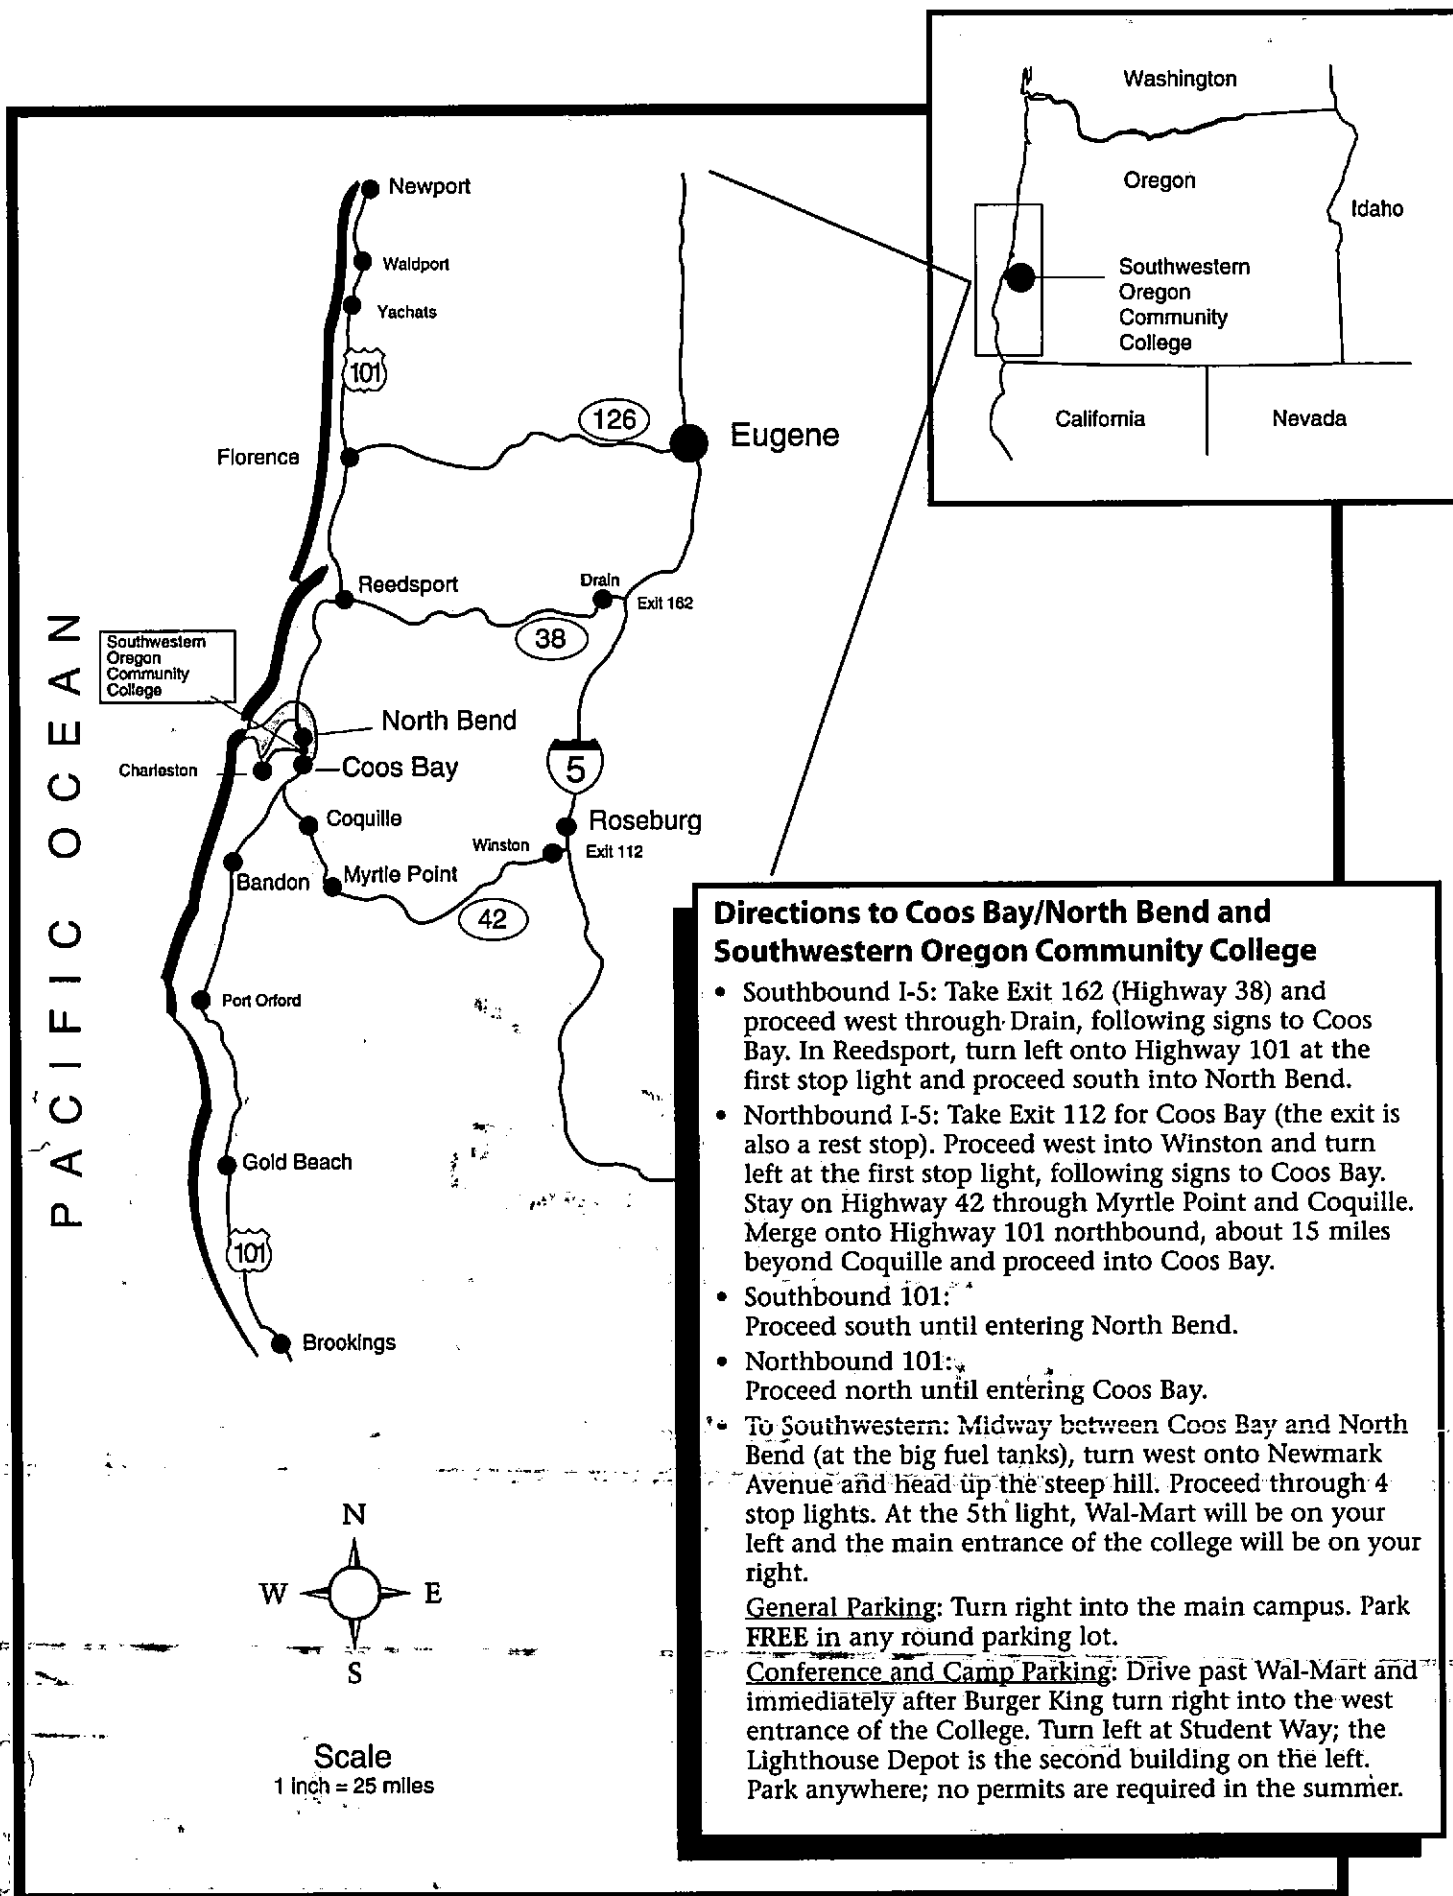 Washington
Oregon
Idaho
Southwestern
Oregon
Community
College
California
Nevada
Newport
Waldport
Yachats
101
126
Eugene
Florence
Reedsport
Drain
Exit 162
38
Southwestern
Oregon
Community
College
North Bend
Charleston
Coos Bay
5
Coquille
Roseburg
Winston
Exit 112
Bandon
Myrtle Point
42
PACIFIC OCEAN
Port Orford
Gold Beach
101
Brookings
N
W
E
S
Scale
1 inch = 25 miles
Directions to Coos Bay/North Bend and
Southwestern Oregon Community College
• Southbound I-5: Take Exit 162 (Highway 38) and
proceed west through Drain, following signs to Coos
Bay. In Reedsport, turn left onto Highway 101 at the
first stop light and proceed south into North Bend.
• Northbound I-5: Take Exit 112 for Coos Bay (the exit is
also a rest stop). Proceed west into Winston and turn
left at the first stop light, following signs to Coos Bay.
Stay on Highway 42 through Myrtle Point and Coquille.
Merge onto Highway 101 northbound, about 15 miles
beyond Coquille and proceed into Coos Bay.
• Southbound 101:
Proceed south until entering North Bend.
• Northbound 101:
Proceed north until entering Coos Bay.
• To Southwestern: Midway between Coos Bay and North
Bend (at the big fuel tanks), turn west onto Newmark
Avenue and head up the steep hill. Proceed through 4
stop lights. At the 5th light, Wal-Mart will be on your
left and the main entrance of the college will be on your
right.
General Parking: Turn right into the main campus. Park
FREE in any round parking lot.
Conference and Camp Parking: Drive past Wal-Mart and
immediately after Burger King turn right into the west
entrance of the College. Turn left at Student Way; the
Lighthouse Depot is the second building on the left.
Park anywhere; no permits are required in the summer.